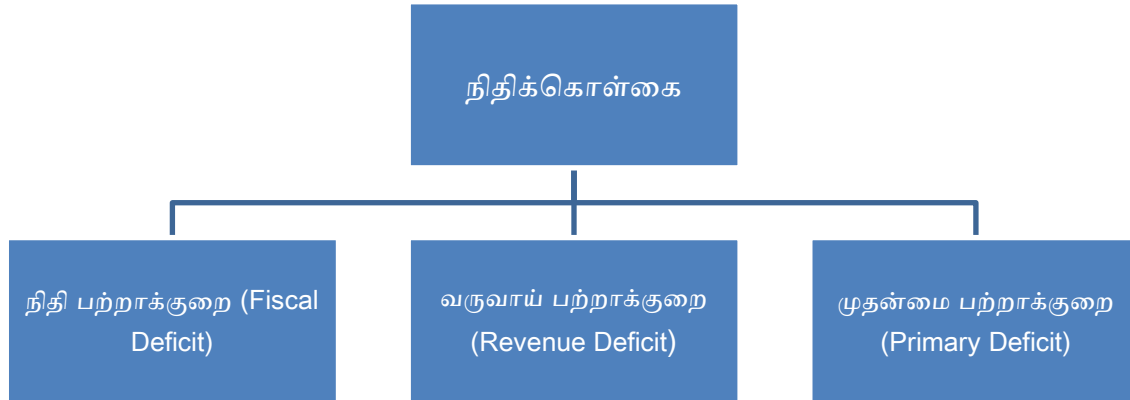 நிதிக்கொள்கை
நிதி பற்றாக்குறை (Fiscal
Deficit)
வருவாய் பற்றாக்குறை
(Revenue Deficit)
முதன்மை பற்றாக்குறை
(Primary Deficit)